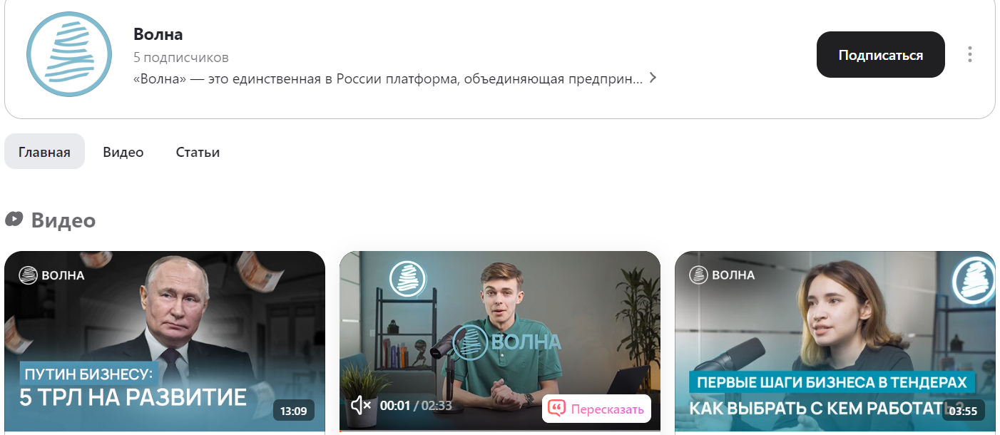 Волна
5 подписчиков
«Волна» — это единственная в России платформа, объединяющая предприн...
Подписаться
Главная
Видео
Статьи
Видео
ВОЛНА
ПУТИН БИЗНЕСУ:
5 ТРЛ НА РАЗВИТИЕ
13:09
ВОЛНА
00:01 / 02:33
Пересказать
ВОЛНА
ПЕРВЫЕ ШАГИ БИЗНЕСА В ТЕНДЕРАХ
КАК ВЫБРАТЬ С КЕМ РАБОТАТЬ?
03:55